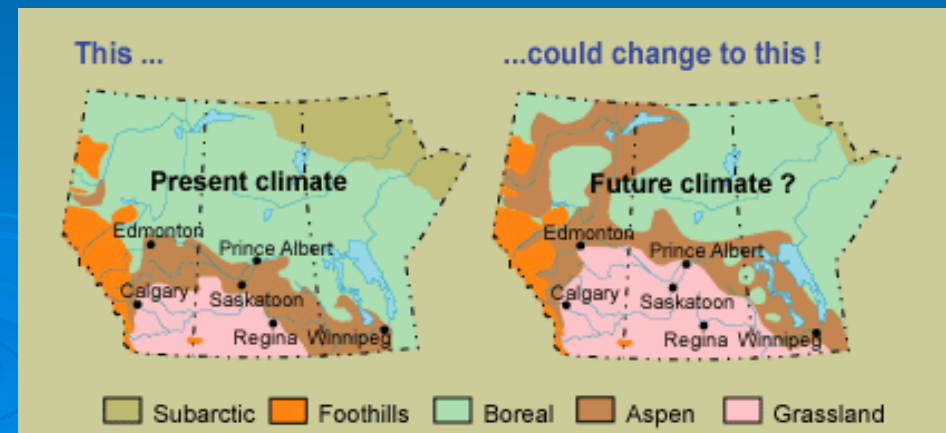 This ...
...could change to this !
Present climate
Edmonton
Prince Albert
Calgary
Saskatoon
Regina
Winnipeg
Future climate ?
Edmonton
Prince Albert
Calgary
Saskatoon
Regina
Winnipeg
Subarctic
Foothills
Boreal
Aspen
Grassland